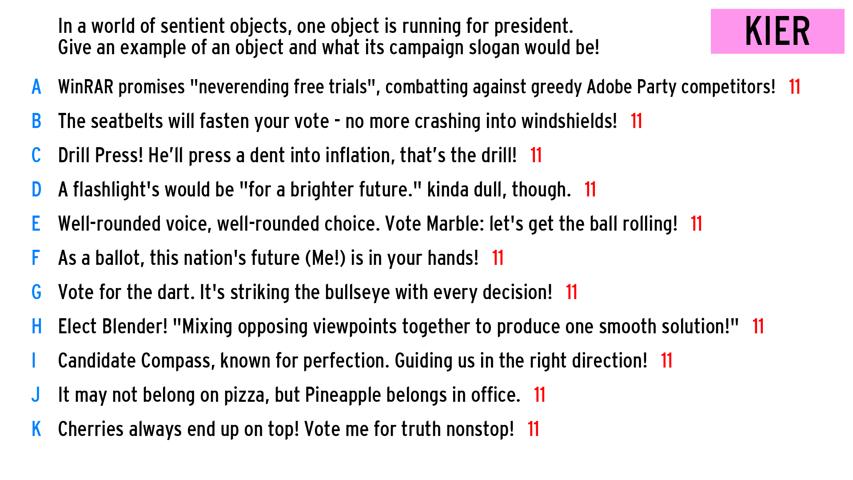 In a world of sentient objects, one object is running for president.
Give an example of an object and what its campaign slogan would be!
KIER
A WinRAR promises "neverending free trials", combatting against greedy Adobe Party competitors! 11
B The seatbelts will fasten your vote - no more crashing into windshields! 11
C Drill Press! He'll press a dent into inflation, that's the drill! 11
D A flashlight's would be "for a brighter future." kinda dull, though. 11
E Well-rounded voice, well-rounded choice. Vote Marble: let's get the ball rolling! 11
F As a ballot, this nation's future (Me!) is in your hands! 11
G Vote for the dart. It's striking the bullseye with every decision! 11
H Elect Blender! "Mixing opposing viewpoints together to produce one smooth solution!" 11
I Candidate Compass, known for perfection. Guiding us in the right direction! 11
J It may not belong on pizza, but Pineapple belongs in office. 11
K Cherries always end up on top! Vote me for truth nonstop! 11